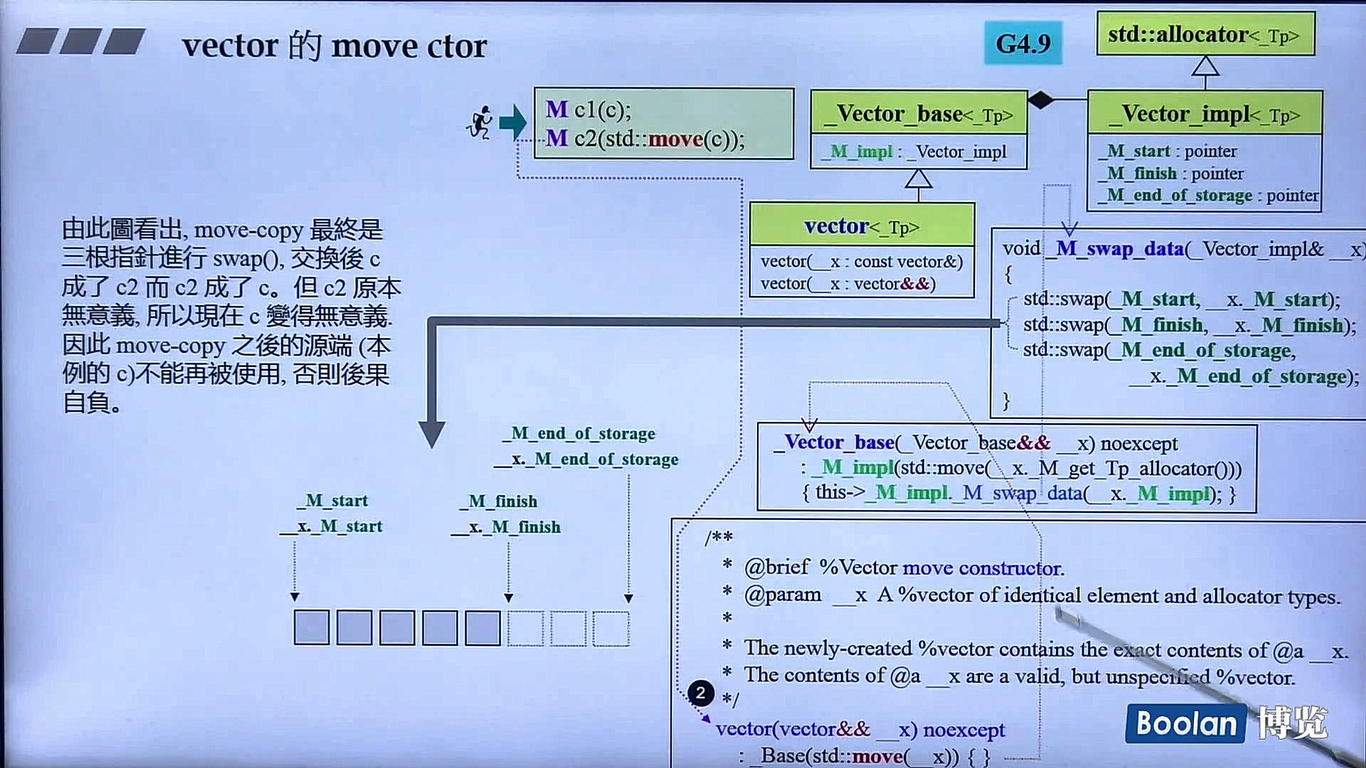 vector 的 move ctor
G4.9
std::allocator<_Tp>
M c1(c);
M c2(std::move(c));
_Vector_base<_Tp>
_M_impl : _Vector_impl
_Vector_impl<_Tp>
_M_start : pointer
_M_finish : pointer
_M_end_of_storage : pointer
vector<_Tp>
vector(__x : const vector&)
vector(__x : vector&&)
由此圖看出, move-copy 最終是
三根指針進行 swap(), 交換後 c
成了 c2 而 c2 成了 c。但 c2 原本
無意義, 所以現在 c 變得無意義.
因此 move-copy 之後的源端 (本
例的 c)不能再被使用, 否則後果
自負。
void _M_swap_data(_Vector_impl& __x)
{
std::swap(_M_start, __x._M_start);
std::swap(_M_finish, __x._M_finish);
std::swap(_M_end_of_storage,
__x._M_end_of_storage);
}
_M_end_of_storage
__x._M_end_of_storage
_M_start
__x._M_start
_M_finish
__x._M_finish
_Vector_base(_Vector_base&& __x) noexcept
: _M_impl(std::move(__x._M_get_Tp_allocator()))
{ this->_M_impl._M_swap_data(__x._M_impl); }
/**
* @brief %Vector move constructor.
* @param __x A %vector of identical element and allocator types.
*
* The newly-created %vector contains the exact contents of @a __x.
* The contents of @a __x are a valid, but unspecified %vector.
*/
2
vector(vector&& __x) noexcept
: _Base(std::move(__x)) { }
Boolan 博览